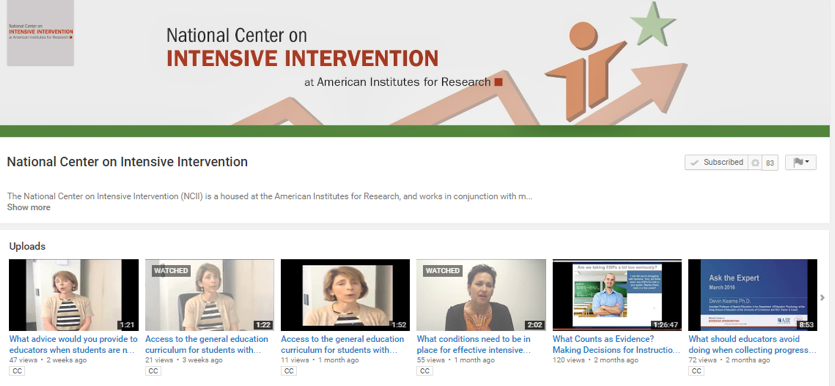 National Center on
INTENSIVE INTERVENTION
at American Institutes for Research
National Center on
INTENSIVE INTERVENTION
at American Institutes for Research
National Center on Intensive Intervention
Subscribed 83
The National Center on Intensive Intervention (NCII) is a housed at the American Institutes for Research, and works in conjunction with m...
Show more
Uploads
1:21
WATCHED
1:22
1:52
WATCHED
2:02
Are we taking EBPs a bit too seriously?
1:26:47
Ask the Expert
March 2016
Devin Kearns Ph.D.
8:53
What advice would you provide to
educators when students are n...
47 views • 2 weeks ago
CC
Access to the general education
curriculum for students with...
21 views • 3 weeks ago
CC
Access to the general education
curriculum for students with...
11 views • 1 month ago
CC
What conditions need to be in
place for effective intensive...
55 views • 1 month ago
CC
What Counts as Evidence?
Making Decisions for Instructio...
120 views • 2 months ago
What should educators avoid
doing when collecting progress...
72 views • 2 months ago
CC